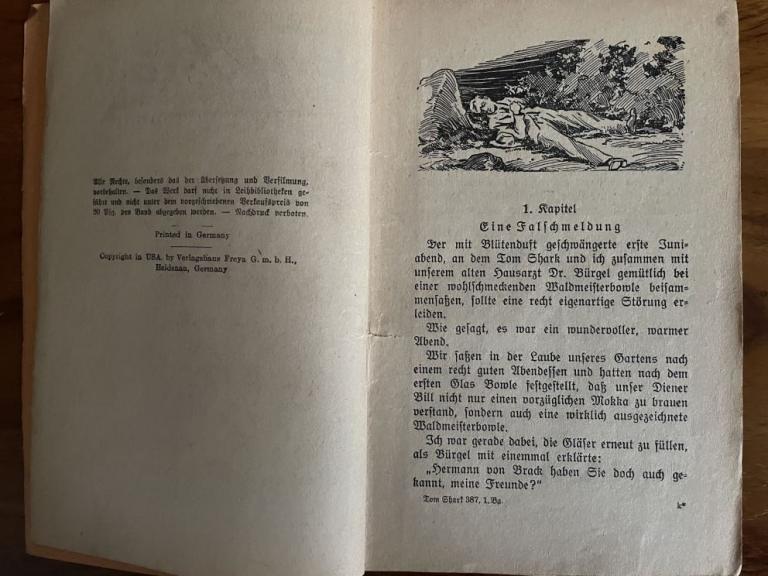 Alle Rechte, besonders das der Übersetzung und Verfilmung,
vorbehalten. — Das Werk darf nicht in Leihbibliotheken ge-
führt und nicht unter dem vorgeschriebenen Verkaufspreis von
20 Pfg. des Band abgegeben werden. — Nachdruck verboten.
Printed in Germany
Copyright in USA. by Verlagshaus Freya G. m. b. H.,
Heidenau, Germany
1. Kapitel
Eine Falschmeldung
Der mit Blütenduft geschwängerte erste Juni-
abend, an dem Tom Shark und ich zusammen mit
unserem alten Hausarzt Dr. Bürgel gemütlich bei
einer wohlschmeckenden Waldmeisterbowle beisam-
mensaßen, sollte eine recht eigenartige Störung er-
leiden.
Wie gesagt, es war ein wundervoller, warmer
Abend.
Wir saßen in der Laube unseres Gartens nach
einem recht guten Abendessen und hatten nach dem
ersten Glas Bowle festgestellt, daß unser Diener
Bill nicht nur einen vorzüglichen Mokka zu brauen
verstand, sondern auch eine wirklich ausgezeichnete
Waldmeisterbowle.
Ich war gerade dabei, die Gläser erneut zu füllen,
als Bürgel mit einemmal erklärte:
„Hermann von Brack haben Sie doch auch ge-
kannt, meine Freunde?"
Tom Shark 387, 1. Bg.
k*